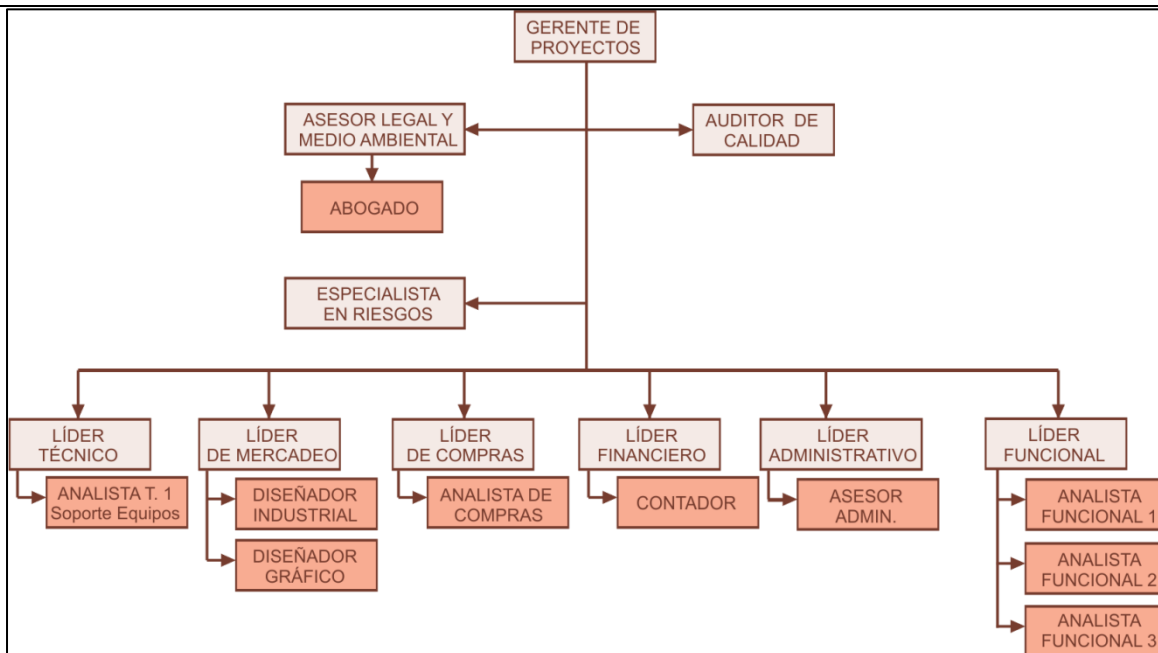 GERENTE DE
PROYECTOS
ASESOR LEGAL Y
MEDIO AMBIENTAL
AUDITOR DE
CALIDAD
ABOGADO
ESPECIALISTA
EN RIESGOS
LÍDER
TÉCNICO
LÍDER
DE MERCADEO
LÍDER
DE COMPRAS
LÍDER
FINANCIERO
LÍDER
ADMINISTRATIVO
LÍDER
FUNCIONAL
ANALISTA T. 1
Soporte Equipos
DISEÑADOR
INDUSTRIAL
DISEÑADOR
GRÁFICO
ANALISTA DE
COMPRAS
CONTADOR
ASESOR
ADMIN.
ANALISTA
FUNCIONAL 1
ANALISTA
FUNCIONAL 2
ANALISTA
FUNCIONAL 3